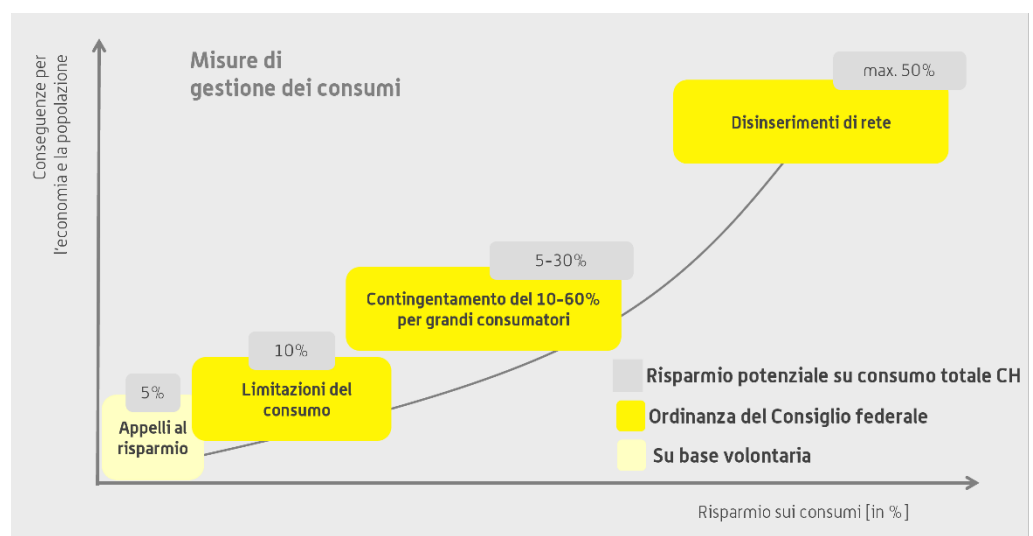 Misure di
gestione dei consumi
Conseguenze per
l'economia e la popolazione
max. 50%
Disinserimenti di rete
5-30%
Contingentamento del 10-60%
per grandi consumatori
10%
Limitazioni del
consumo
5%
Appelli al
risparmio
Risparmio potenziale su consumo totale CH
Ordinanza del Consiglio federale
Su base volontaria
Risparmio sui consumi [in %]